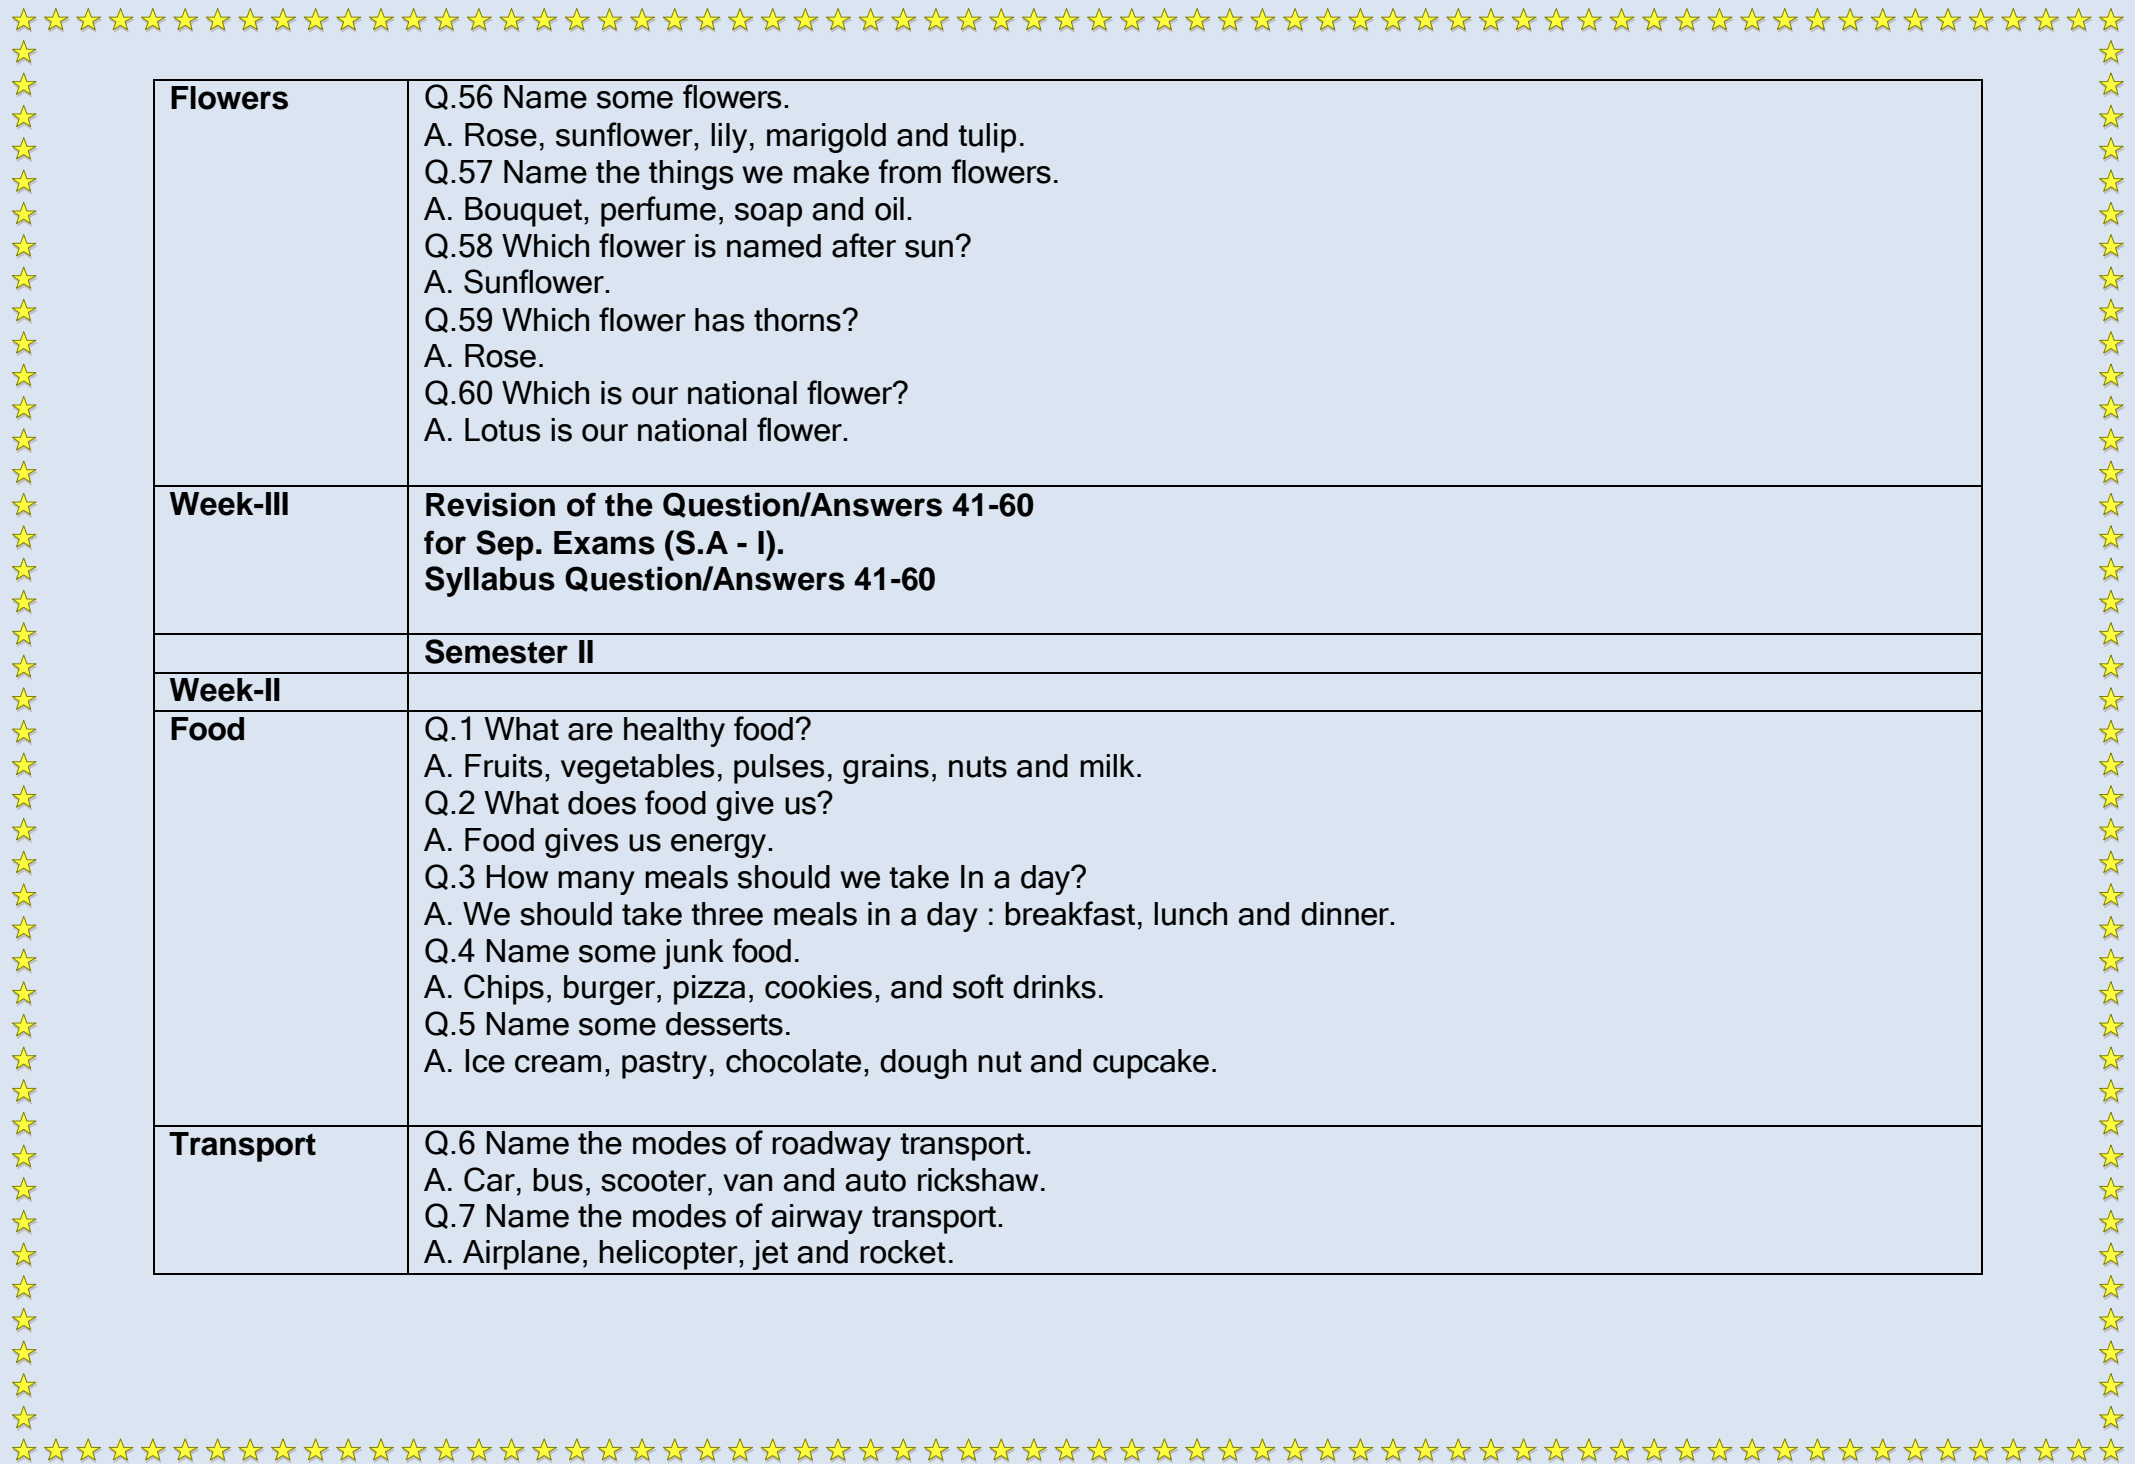 Flowers
Q.56 Name some flowers.
A. Rose, sunflower, lily, marigold and tulip.
Q.57 Name the things we make from flowers.
A. Bouquet, perfume, soap and oil.
Q.58 Which flower is named after sun?
A. Sunflower.
Q.59 Which flower has thorns?
A. Rose.
Q.60 Which is our national flower?
A. Lotus is our national flower.
Week-III
Revision of the Question/Answers 41-60
for Sep. Exams (S.A - I).
Syllabus Question/Answers 41-60
Semester II
Week-II
Food
Q.1 What are healthy food?
A. Fruits, vegetables, pulses, grains, nuts and milk.
Q.2 What does food give us?
A. Food gives us energy.
Q.3 How many meals should we take In a day?
A. We should take three meals in a day : breakfast, lunch and dinner.
Q.4 Name some junk food.
A. Chips, burger, pizza, cookies, and soft drinks.
Q.5 Name some desserts.
A. Ice cream, pastry, chocolate, dough nut and cupcake.
Transport
Q.6 Name the modes of roadway transport.
A. Car, bus, scooter, van and auto rickshaw.
Q.7 Name the modes of airway transport.
A. Airplane, helicopter, jet and rocket.